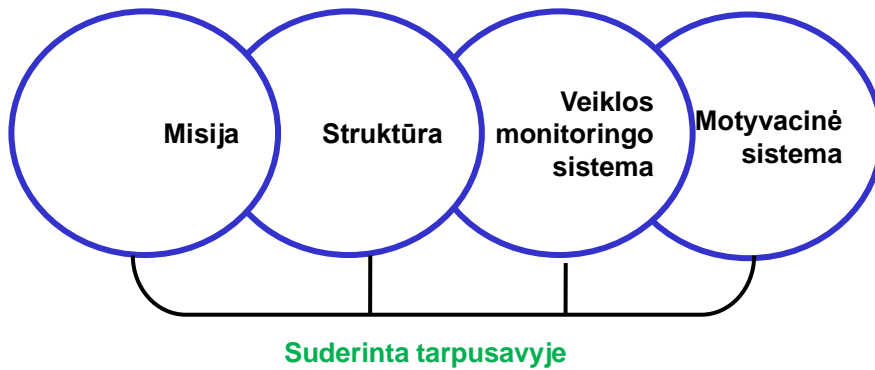 Misija
Struktūra
Veiklos
monitoringo
sistema
Motyvacinė
sistema
Suderinta tarpusavyje